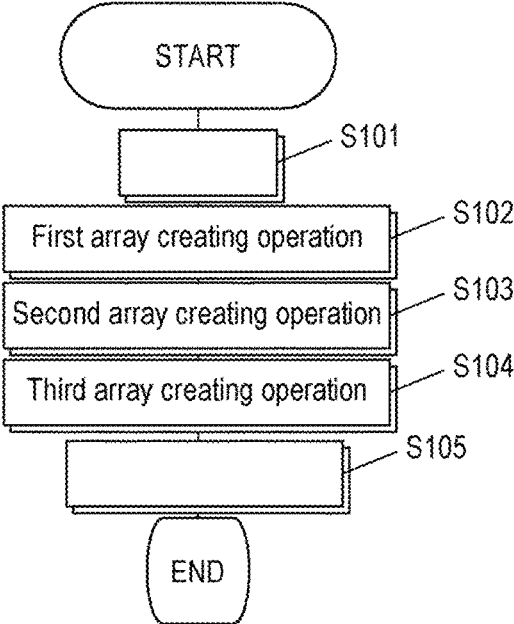 START
S101
S102
First array creating operation
S103
Second array creating operation
S104
Third array creating operation
S105
END